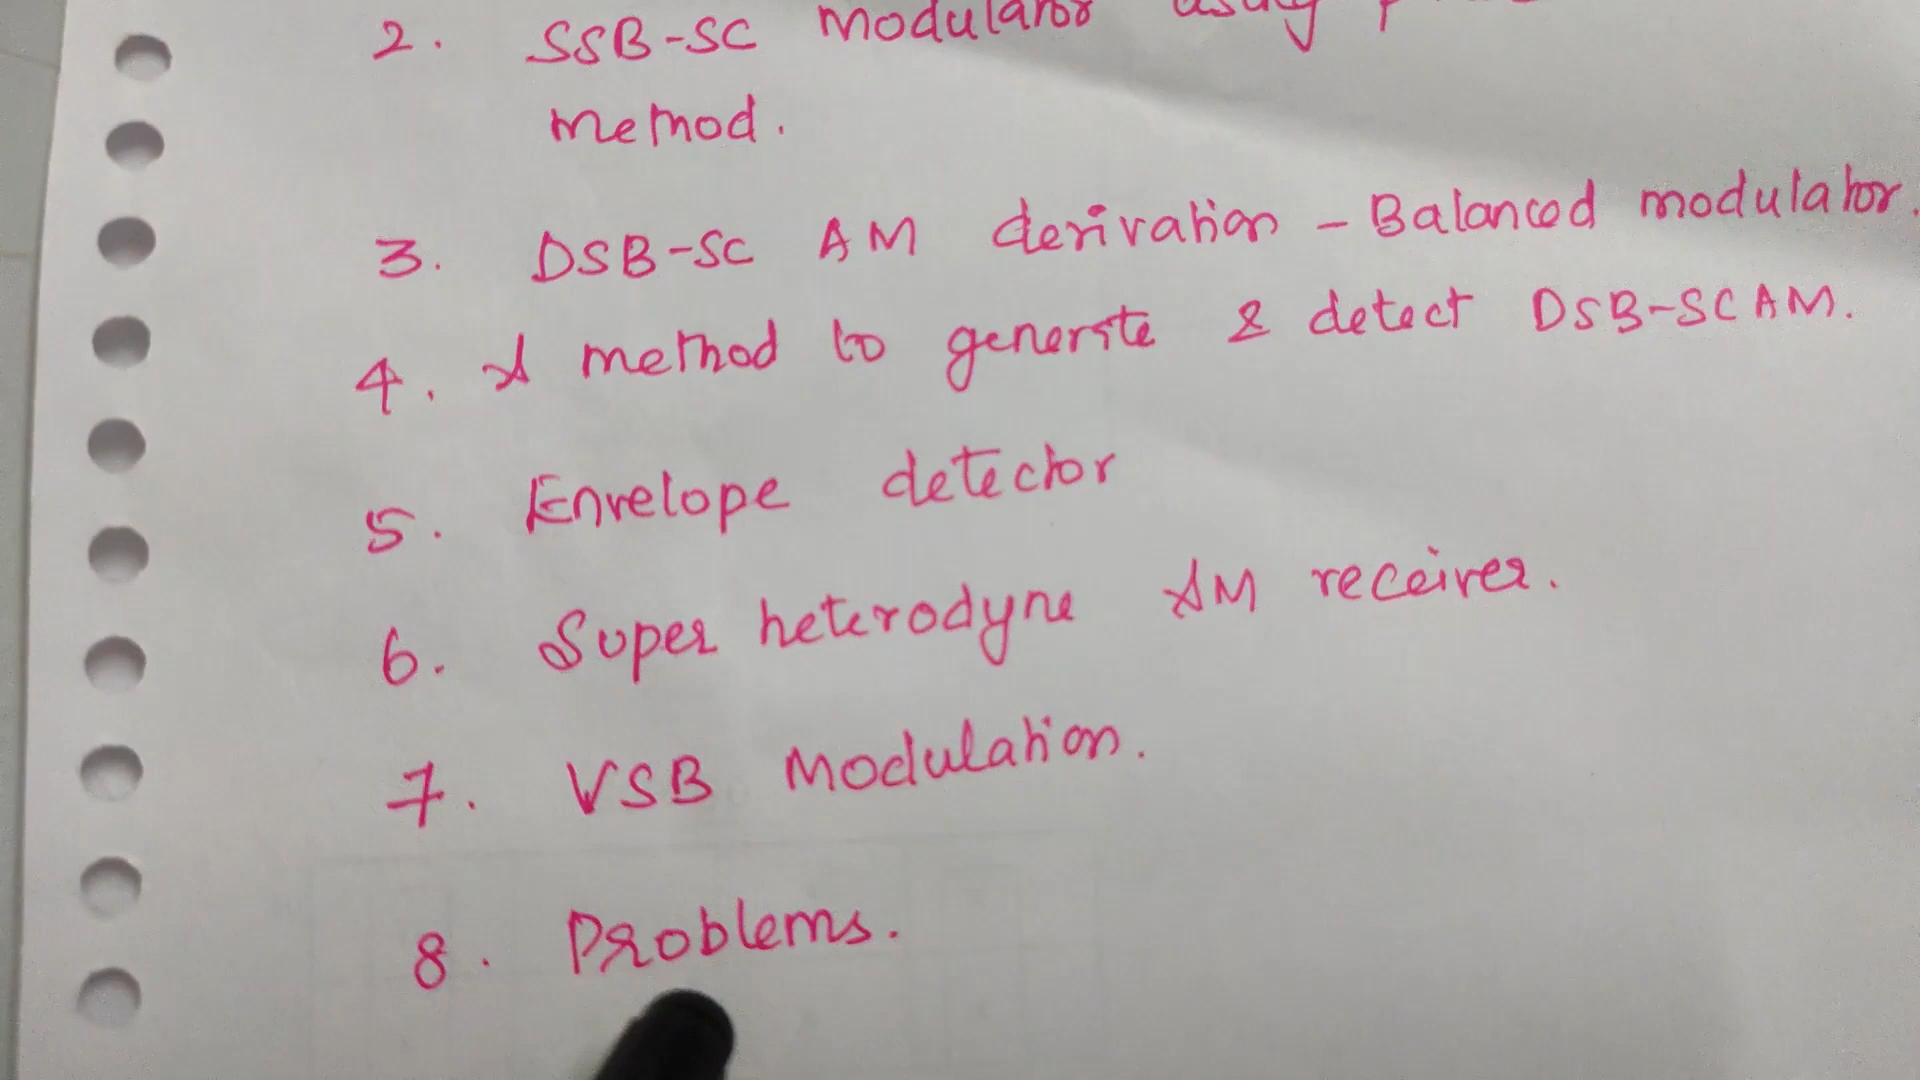 2. SSB-SC Modulator using
method.
3. DSB-SC AM derivation - Balanced modulator.
4. A method to generate & detect DSB-SC AM.
5. Envelope detector
6. Super heterodyne AM receiver.
7. VSB Modulation.
8. Problems.